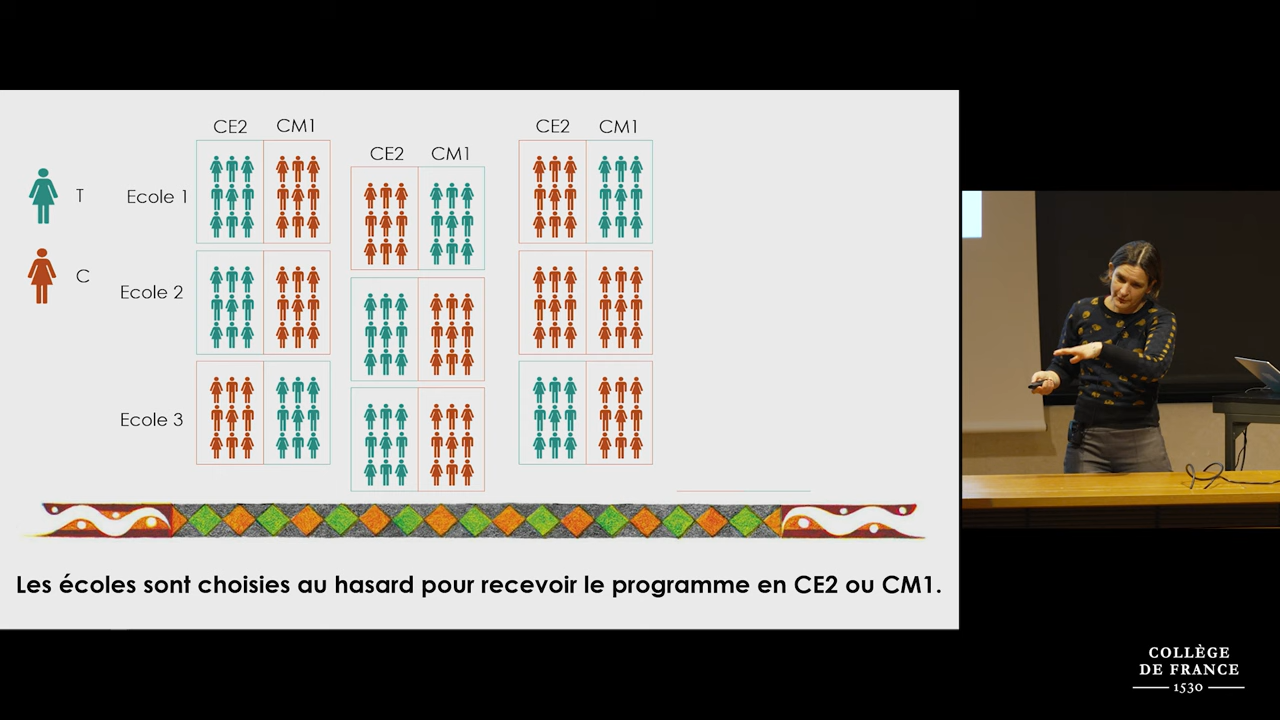 CE2 CM1
CE2 CM1
CE2 CM1
T
Ecole 1
C
Ecole 2
Ecole 3
Les écoles sont choisies au hasard pour recevoir le programme en CE2 ou CM1.
COLLÈGE
DE FRANCE
1530